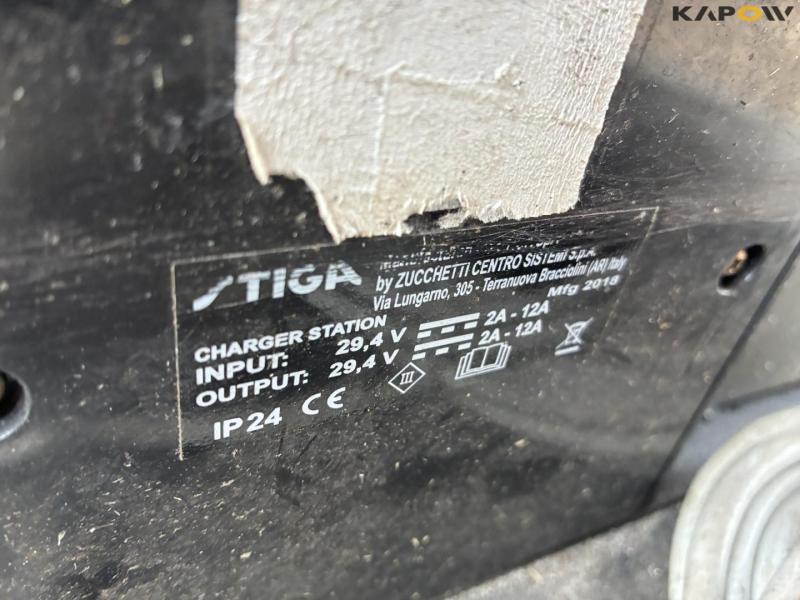 KAPOW
STIGA
by ZUCCHETTI CENTRO SISTEMI S.p.A.
Via Lungarno, 305 - Terranuova Bracciolini (AR) Italy
Mfg 2018
CHARGER STATION
INPUT: 29,4 V 2A - 12A
OUTPUT: 29,4 V 2A - 12A
IP24 CE III